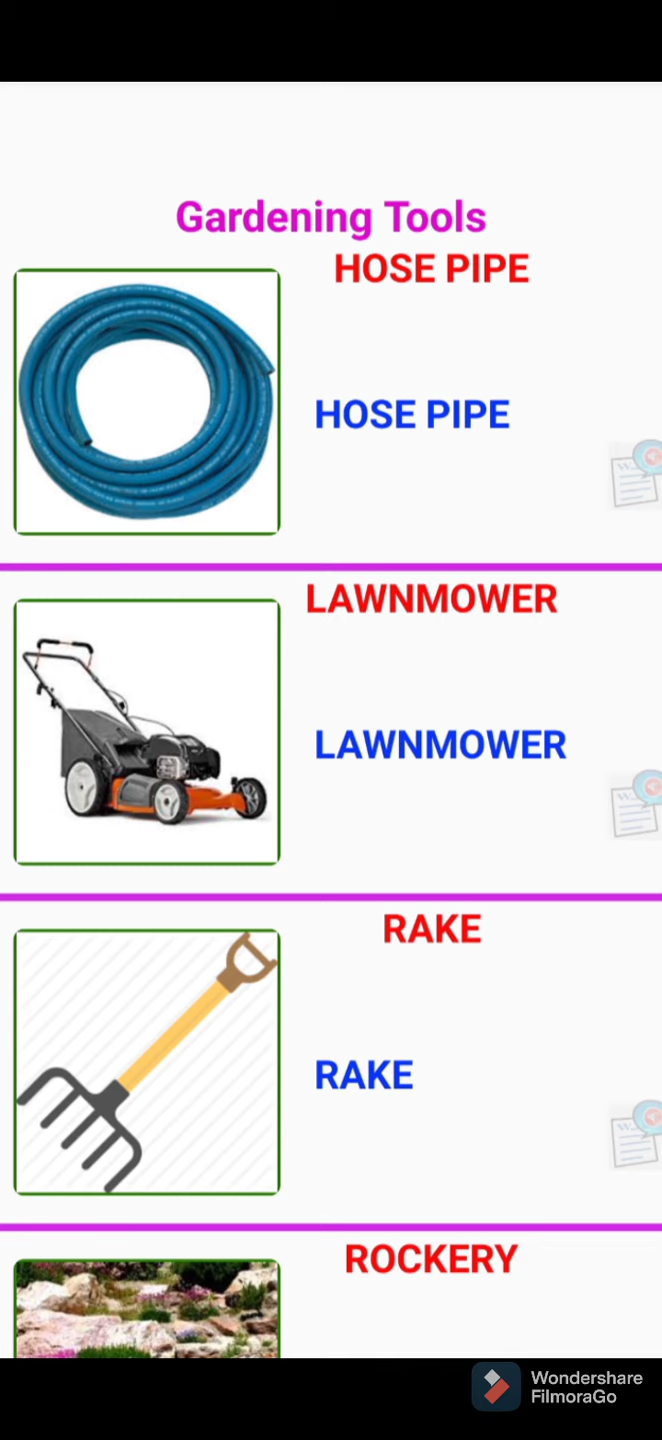 Gardening Tools
HOSE PIPE
HOSE PIPE
LAWNMOWER
LAWNMOWER
RAKE
RAKE
ROCKERY
Wondershare
FilmoraGo